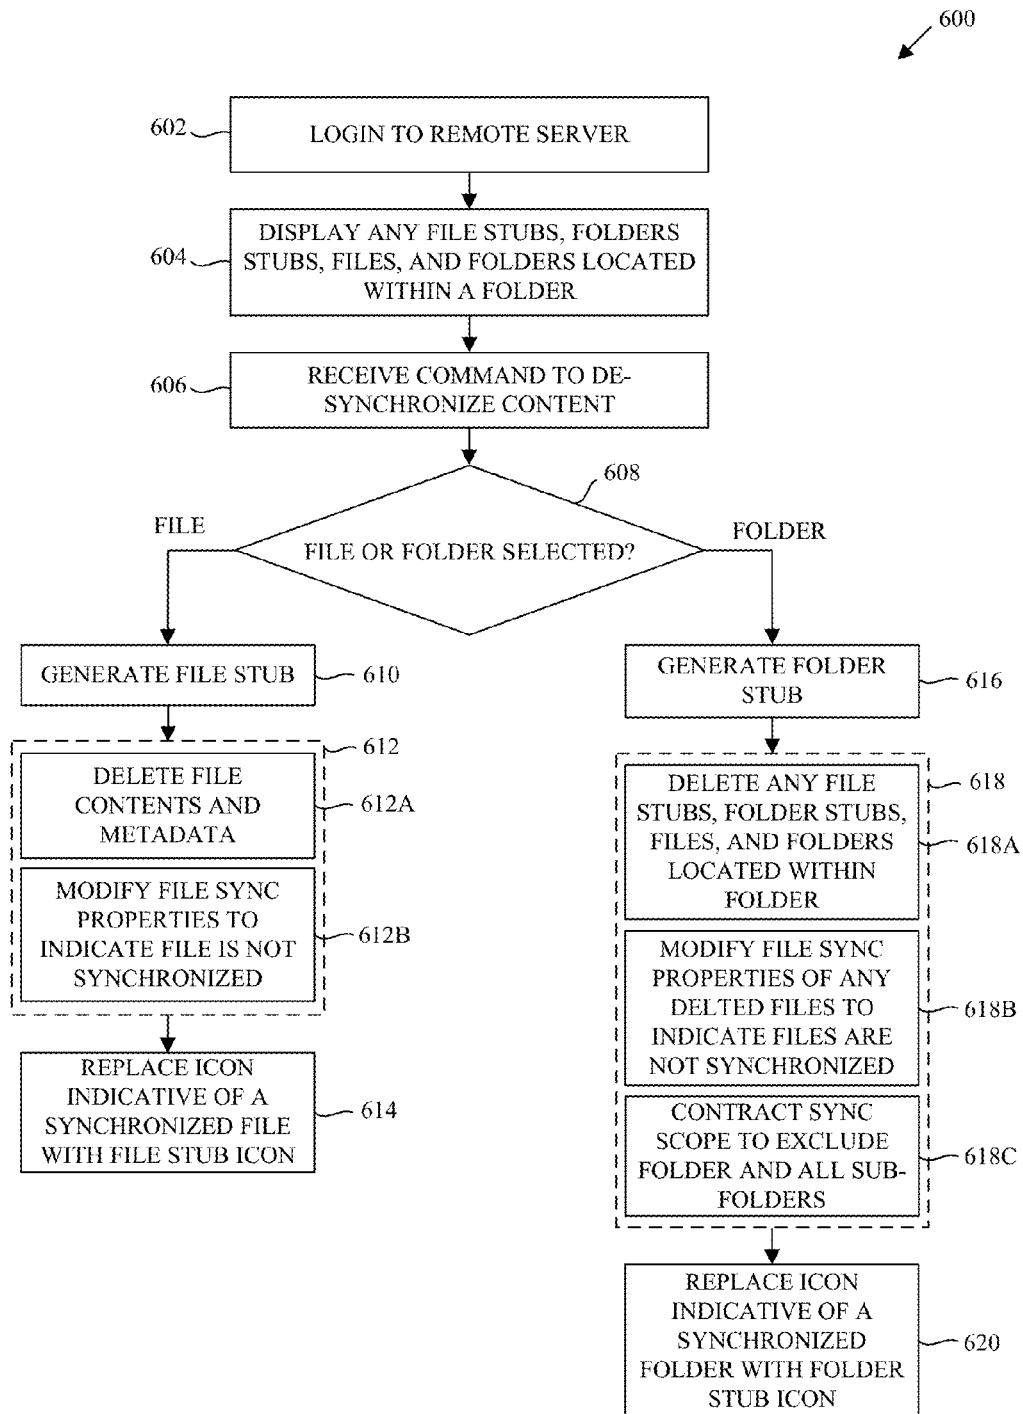 600
602
LOGIN TO REMOTE SERVER
604
DISPLAY ANY FILE STUBS, FOLDERS
STUBS, FILES, AND FOLDERS LOCATED
WITHIN A FOLDER
606
RECEIVE COMMAND TO DE-
SYNCHRONIZE CONTENT
608
FILE OR FOLDER SELECTED?
FILE
FOLDER
GENERATE FILE STUB
610
612
DELETE FILE
CONTENTS AND
METADATA
612A
MODIFY FILE SYNC
PROPERTIES TO
INDICATE FILE IS NOT
SYNCHRONIZED
612B
REPLACE ICON
INDICATIVE OF A
SYNCHRONIZED FILE
WITH FILE STUB ICON
614
GENERATE FOLDER
STUB
616
618
DELETE ANY FILE
STUBS, FOLDER STUBS,
FILES, AND FOLDERS
LOCATED WITHIN
FOLDER
618A
MODIFY FILE SYNC
PROPERTIES OF ANY
DELTED FILES TO
INDICATE FILES ARE
NOT SYNCHRONIZED
618B
CONTRACT SYNC
SCOPE TO EXCLUDE
FOLDER AND ALL SUB-
FOLDERS
618C
REPLACE ICON
INDICATIVE OF A
SYNCHRONIZED
FOLDER WITH FOLDER
STUB ICON
620